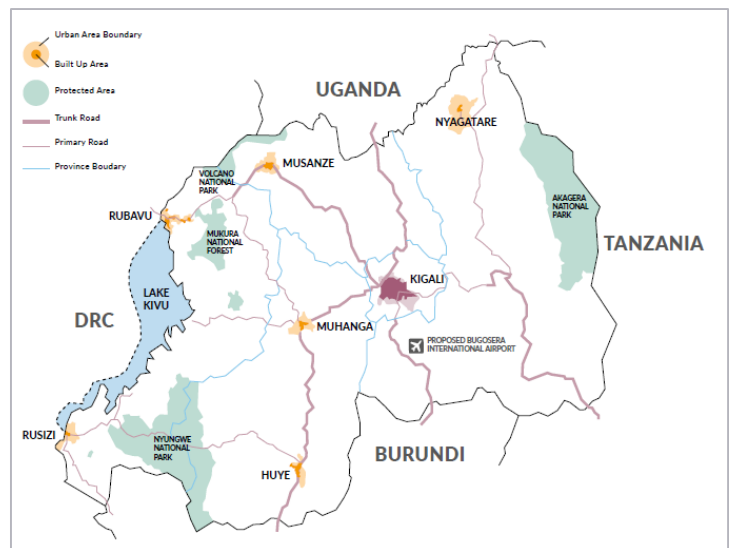 Urban Area Boundary
Built Up Area
Protected Area
Trunk Road
Primary Road
Province Boudary
UGANDA
NYAGATARE
MUSANZE
VOLCANO
NATIONAL
PARK
RUBAVU
MUKURA
NATIONAL
FOREST
AKAGERA
NATIONAL
PARK
TANZANIA
KIGALI
LAKE
KIVU
DRC
MUHANGA
PROPOSED BUGOSERA
INTERNATIONAL AIRPORT
RUSIZI
NYUNGWE
NATIONAL
PARK
BURUNDI
HUYE